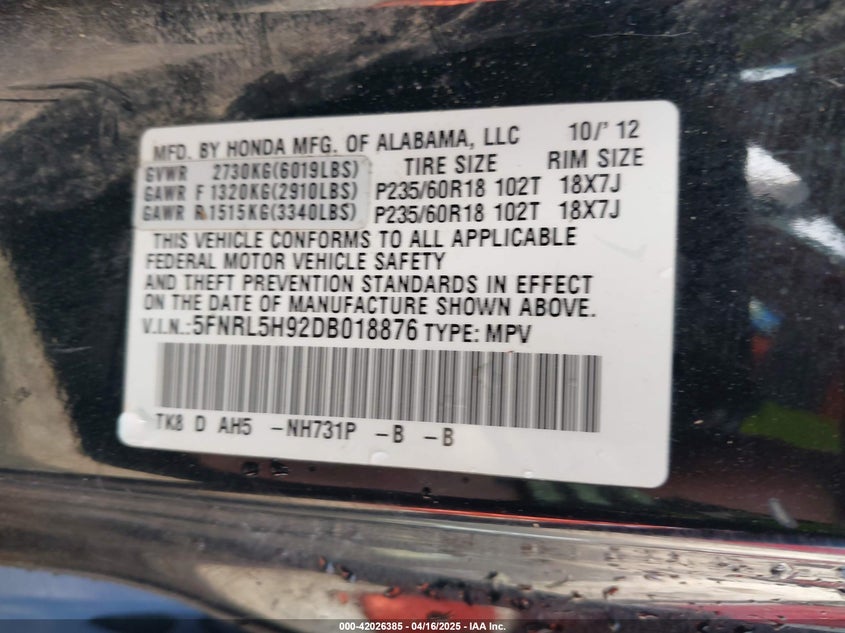 MFD. BY HONDA MFG. OF ALABAMA, LLC 10/' 12
GVWR 2730KG(6019LBS) TIRE SIZE RIM SIZE
GAWR F 1320KG(2910LBS) P235/60R18 102T 18X7J
GAWR R 1515KG(3340LBS) P235/60R18 102T 18X7J
THIS VEHICLE CONFORMS TO ALL APPLICABLE
FEDERAL MOTOR VEHICLE SAFETY
AND THEFT PREVENTION STANDARDS IN EFFECT
ON THE DATE OF MANUFACTURE SHOWN ABOVE.
V.I.N.:5FNRL5H92DB018876 TYPE: MPV
TK8 D AH5 -NH731P -B -B
000-42026385 - 04/16/2025 - IAA Inc.